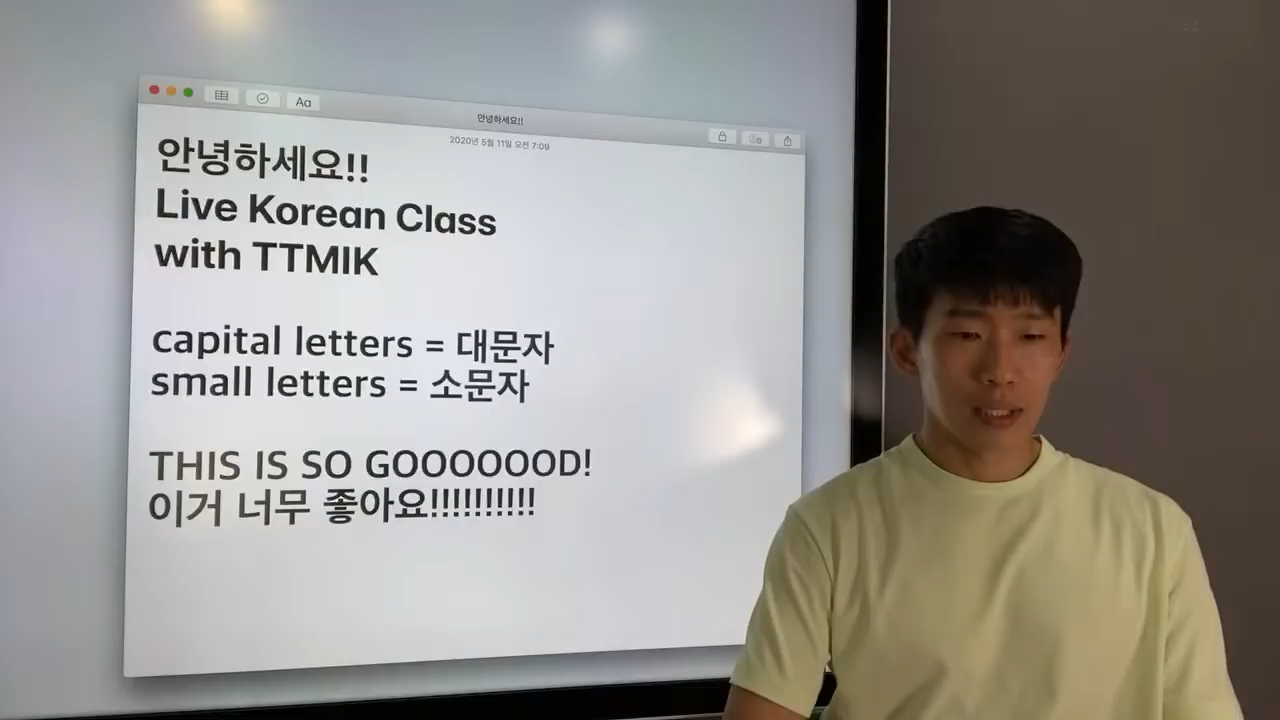 Aa
안녕하세요!!
2020년 5월 11일 오전 7:09
안녕하세요!!
Live Korean Class
with TTMIK
capital letters = 대문자
small letters = 소문자
THIS IS SO GOOOOOOD!
이거 너무 좋아요!!!!!!!!!!